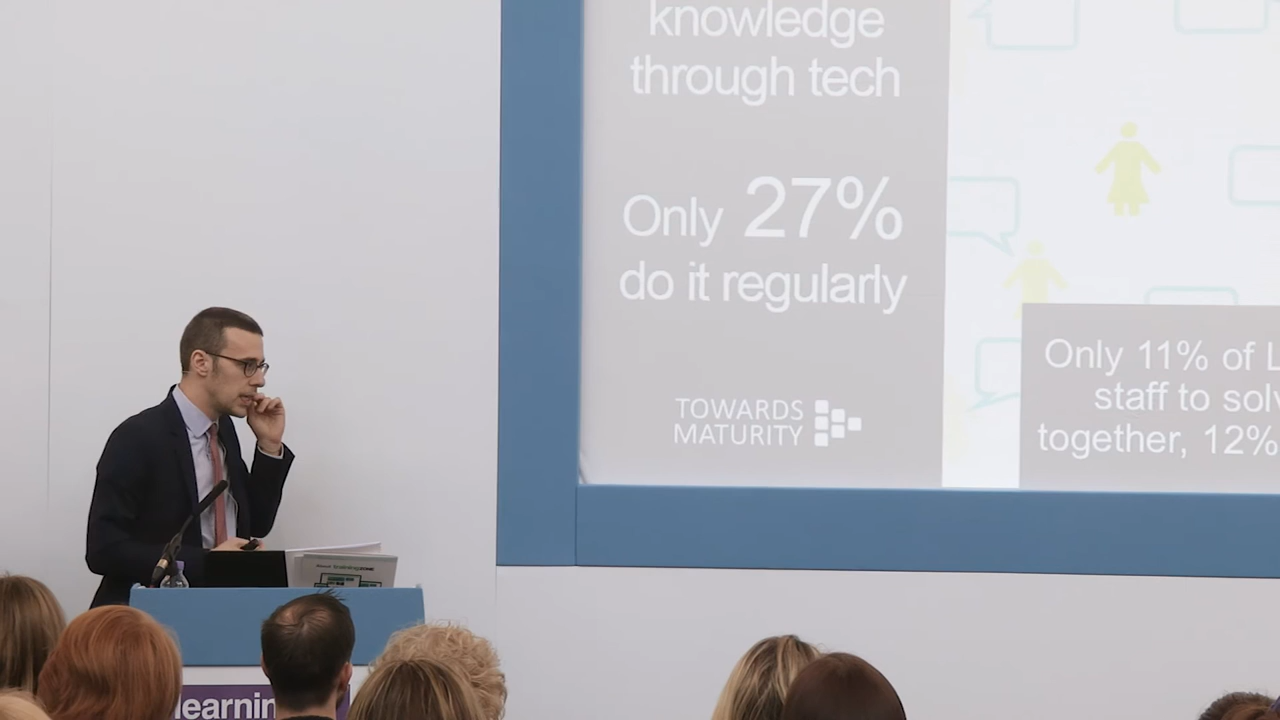 knowledge
through tech
Only 27%
do it regularly
TOWARDS
MATURITY
Only 11% of L
staff to solv
together, 12%
trainingzone
learnin